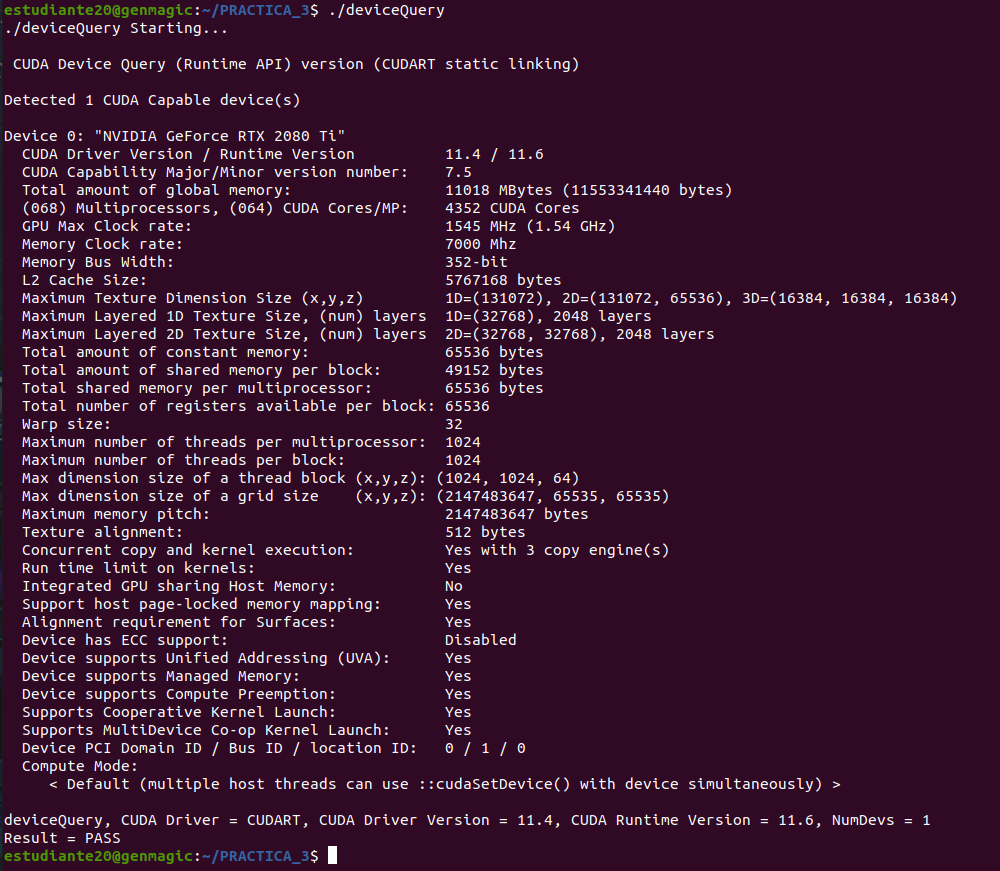 estudiante20@genmagic:~/PRACTICA_3$ ./deviceQuery
./deviceQuery Starting...
CUDA Device Query (Runtime API) version (CUDART static linking)
Detected 1 CUDA Capable device(s)
Device 0: "NVIDIA GeForce RTX 2080 Ti"
CUDA Driver Version / Runtime Version 11.4 / 11.6
CUDA Capability Major/Minor version number: 7.5
Total amount of global memory: 11018 MBytes (11553341440 bytes)
(068) Multiprocessors, (064) CUDA Cores/MP: 4352 CUDA Cores
GPU Max Clock rate: 1545 MHz (1.54 GHz)
Memory Clock rate: 7000 Mhz
Memory Bus Width: 352-bit
L2 Cache Size: 5767168 bytes
Maximum Texture Dimension Size (x,y,z) 1D=(131072), 2D=(131072, 65536), 3D=(16384, 16384, 16384)
Maximum Layered 1D Texture Size, (num) layers 1D=(32768), 2048 layers
Maximum Layered 2D Texture Size, (num) layers 2D=(32768, 32768), 2048 layers
Total amount of constant memory: 65536 bytes
Total amount of shared memory per block: 49152 bytes
Total shared memory per multiprocessor: 65536 bytes
Total number of registers available per block: 65536
Warp size: 32
Maximum number of threads per multiprocessor: 1024
Maximum number of threads per block: 1024
Max dimension size of a thread block (x,y,z): (1024, 1024, 64)
Max dimension size of a grid size (x,y,z): (2147483647, 65535, 65535)
Maximum memory pitch: 2147483647 bytes
Texture alignment: 512 bytes
Concurrent copy and kernel execution: Yes with 3 copy engine(s)
Run time limit on kernels: Yes
Integrated GPU sharing Host Memory: No
Support host page-locked memory mapping: Yes
Alignment requirement for Surfaces: Yes
Device has ECC support: Disabled
Device supports Unified Addressing (UVA): Yes
Device supports Managed Memory: Yes
Device supports Compute Preemption: Yes
Supports Cooperative Kernel Launch: Yes
Supports MultiDevice Co-op Kernel Launch: Yes
Device PCI Domain ID / Bus ID / location ID: 0 / 1 / 0
Compute Mode:
< Default (multiple host threads can use ::cudaSetDevice() with device simultaneously) >
deviceQuery, CUDA Driver = CUDART, CUDA Driver Version = 11.4, CUDA Runtime Version = 11.6, NumDevs = 1
Result = PASS
estudiante20@genmagic:~/PRACTICA_3$